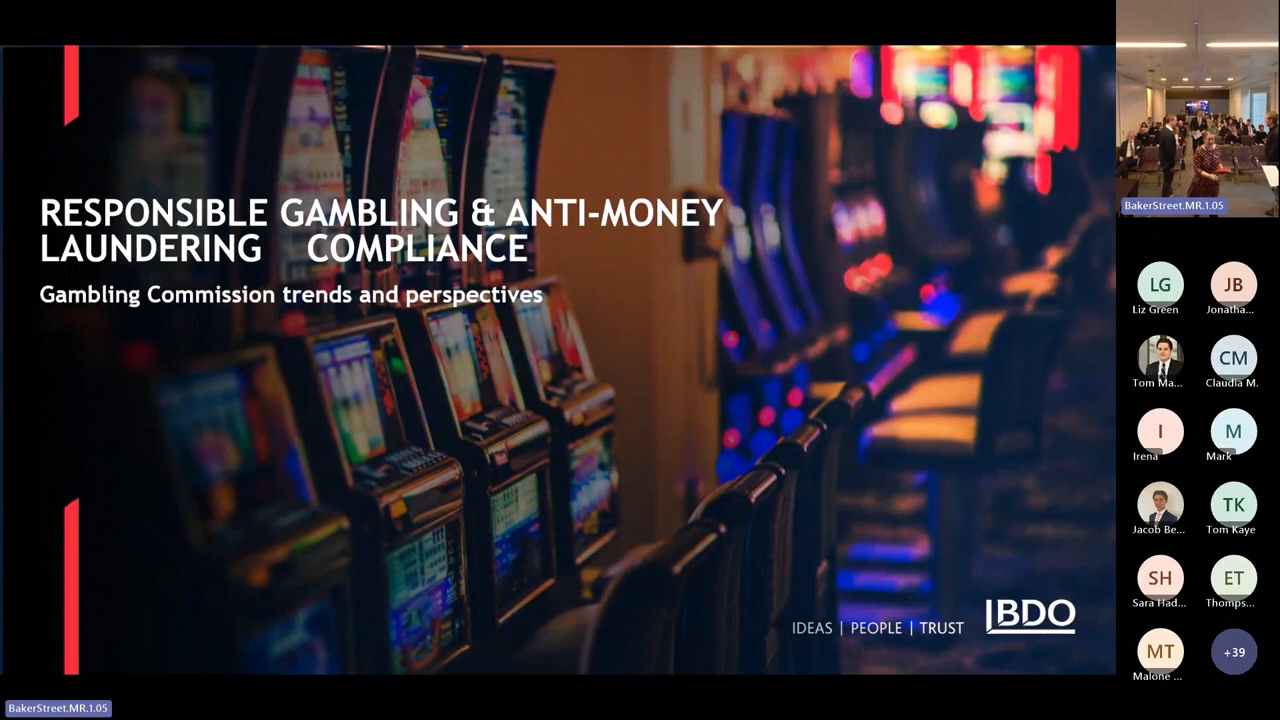 RESPONSIBLE GAMBLING & ANTI-MONEY
LAUNDERING COMPLIANCE
Gambling Commission trends and perspectives
IDEAS | PEOPLE | TRUST
BDO
BakerStreet.MR.1.05
BakerStreet.MR.1.05
LG
Liz Green
JB
Jonatha...
Tom Ma...
CM
Claudia M.
I
Irena
M
Mark
Jacob Be...
TK
Tom Kaye
SH
Sara Had...
ET
Thomps...
MT
Malone ...
+39